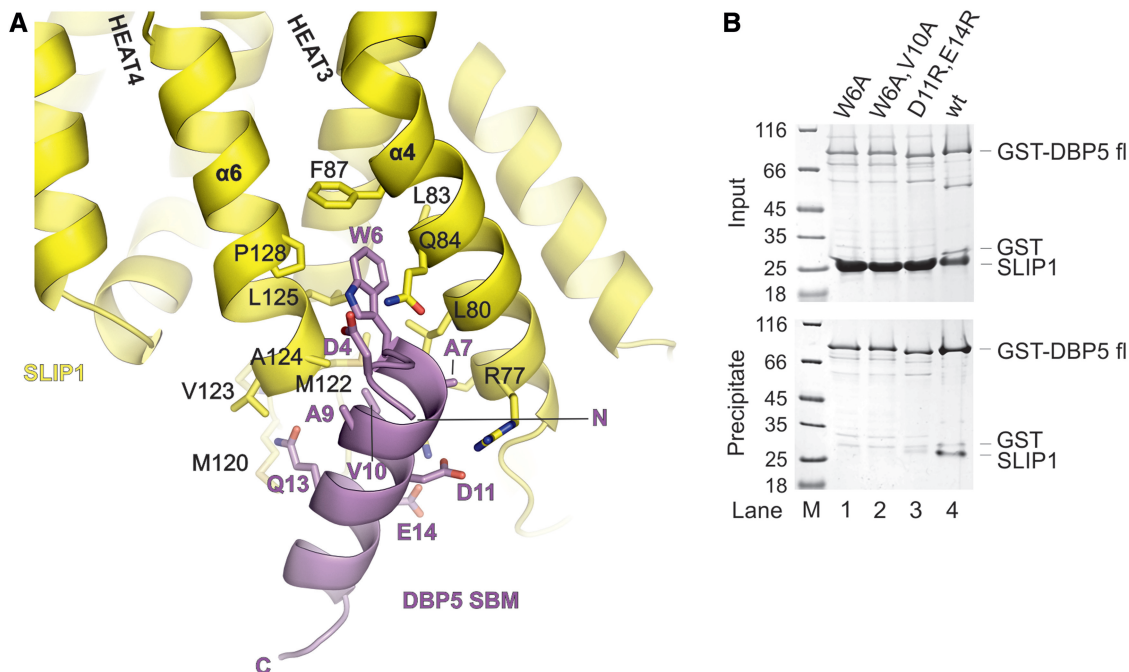 A
HEAT4
HEAT3
α6
α4
F87
L83
W6
Q84
P128
L125
L80
D4
A7
SLIP1
A124
M122
R77
V123
A9
N
M120
V10
Q13
D11
E14
DBP5 SBM
C
B
W6A
W6A,V10A
D11R,E14R
wt
Input
116
66
45
35
25
18
GST-DBP5 fl
GST
SLIP1
Precipitate
116
66
45
35
25
18
GST-DBP5 fl
GST
SLIP1
Lane M 1 2 3 4